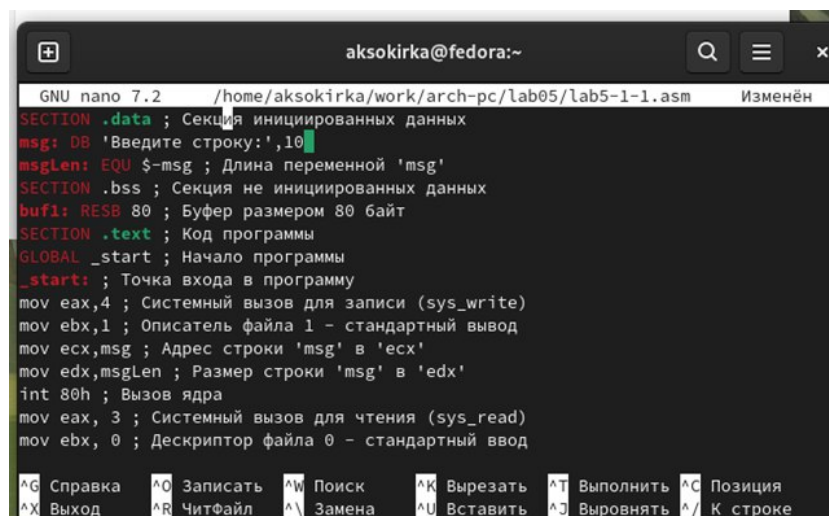 aksokirka@fedora:~
GNU nano 7.2 /home/aksokirka/work/arch-pc/lab05/lab5-1-1.asm Изменён
SECTION .data ; Секция инициированных данных
msg: DB 'Введите строку:',10
msgLen: EQU $-msg ; Длина переменной 'msg'
SECTION .bss ; Секция не инициированных данных
buf1: RESB 80 ; Буфер размером 80 байт
SECTION .text ; Код программы
GLOBAL _start ; Начало программы
_start: ; Точка входа в программу
mov eax,4 ; Системный вызов для записи (sys_write)
mov ebx,1 ; Описатель файла 1 - стандартный вывод
mov ecx,msg ; Адрес строки 'msg' в 'ecx'
mov edx,msgLen ; Размер строки 'msg' в 'edx'
int 80h ; Вызов ядра
mov eax, 3 ; Системный вызов для чтения (sys_read)
mov ebx, 0 ; Дескриптор файла 0 - стандартный ввод
^G Справка ^O Записать ^W Поиск ^K Вырезать ^T Выполнить ^C Позиция
^X Выход ^R ЧитФайл ^\ Замена ^U Вставить ^J Выровнять ^/ К строке